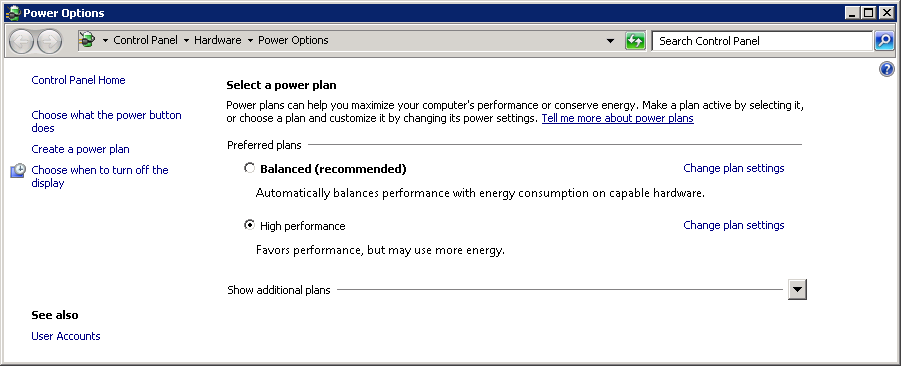 Power Options
Control Panel Hardware Power Options
Search Control Panel
Control Panel Home
Choose what the power button
does
Create a power plan
Choose when to turn off the
display
See also
User Accounts
Select a power plan
Power plans can help you maximize your computer's performance or conserve energy. Make a plan active by selecting it,
or choose a plan and customize it by changing its power settings. Tell me more about power plans
Preferred plans
Balanced (recommended) Change plan settings
Automatically balances performance with energy consumption on capable hardware.
High performance Change plan settings
Favors performance, but may use more energy.
Show additional plans